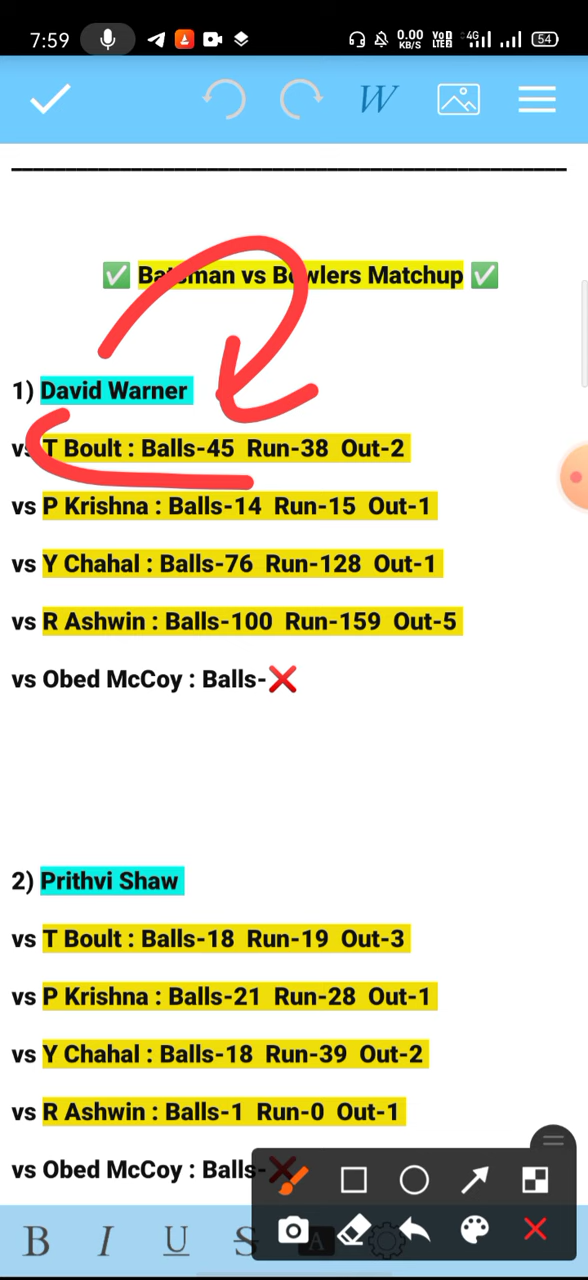 7:59 0.00 KB/S VoD LTE 4G 54
W
✅ Batsman vs Bowlers Matchup ✅
1) David Warner
vs T Boult : Balls-45 Run-38 Out-2
vs P Krishna : Balls-14 Run-15 Out-1
vs Y Chahal : Balls-76 Run-128 Out-1
vs R Ashwin : Balls-100 Run-159 Out-5
vs Obed McCoy : Balls-❌
2) Prithvi Shaw
vs T Boult : Balls-18 Run-19 Out-3
vs P Krishna : Balls-21 Run-28 Out-1
vs Y Chahal : Balls-18 Run-39 Out-2
vs R Ashwin : Balls-1 Run-0 Out-1
vs Obed McCoy : Balls-❌
B I U S A